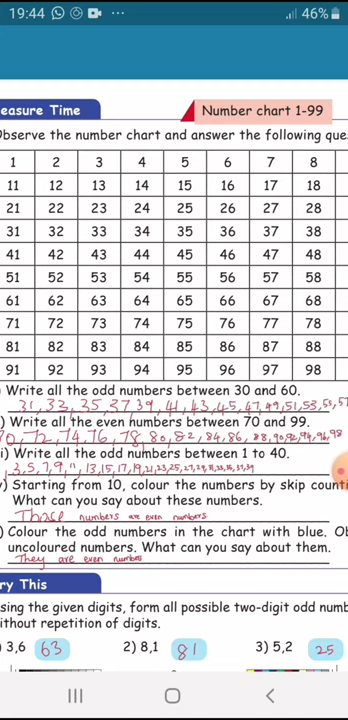 19:44 ... 46%
easure Time
Number chart 1-99
Observe the number chart and answer the following que
1 2 3 4 5 6 7 8
11 12 13 14 15 16 17 18
21 22 23 24 25 26 27 28
31 32 33 34 35 36 37 38
41 42 43 44 45 46 47 48
51 52 53 54 55 56 57 58
61 62 63 64 65 66 67 68
71 72 73 74 75 76 77 78
81 82 83 84 85 86 87 88
91 92 93 94 95 96 97 98
) Write all the odd numbers between 30 and 60.
31, 33, 35, 37 39, 41, 43, 45, 47, 49, 51, 53, 55, 57
) Write all the even numbers between 70 and 99.
70, 72, 74, 76, 78, 80, 82, 84, 86, 88, 90, 92, 94, 96, 98
i) Write all the odd numbers between 1 to 40.
3, 5, 7, 9, 11, 13, 15, 17, 19, 21, 23, 25, 27, 29, 31, 33, 35, 37, 39
v) Starting from 10, colour the numbers by skip counti
What can you say about these numbers.
numbers are even numbers
) Colour the odd numbers in the chart with blue. Ob
uncoloured numbers. What can you say about them.
They are even numbers
ry This
sing the given digits, form all possible two-digit odd numb
ithout repetition of digits.
3,6 63 2) 8,1 81 3) 5,2 25